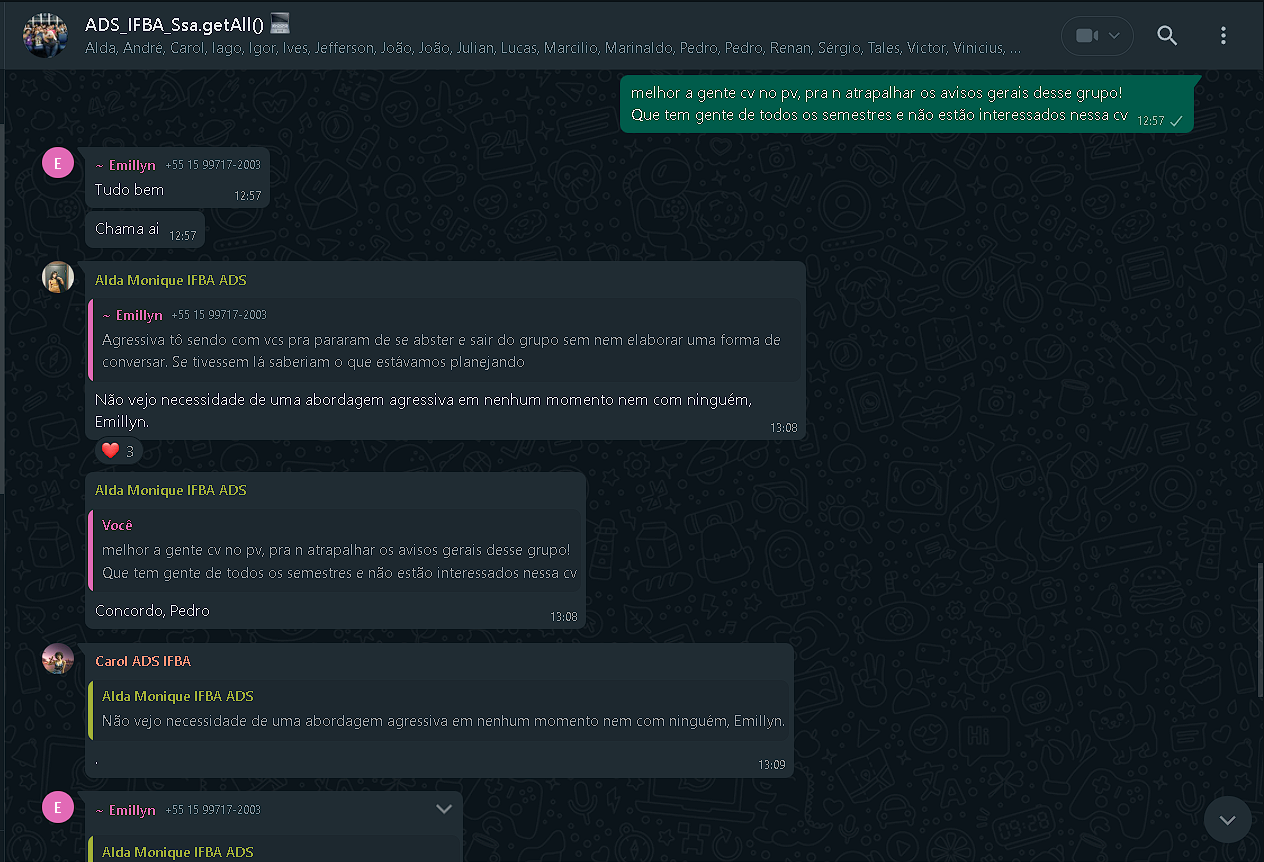 ADS_IFBA_Ssa.getAll()
Alda, André, Carol, Iago, Igor, Ives, Jefferson, João, João, Julian, Lucas, Marcilio, Marinaldo, Pedro, Pedro, Renan, Sérgio, Tales, Victor, Vinicius, ...
melhor a gente cv no pv, pra n atrapalhar os avisos gerais desse grupo!
Que tem gente de todos os semestres e não estão interessados nessa cv 12:57
E
~ Emillyn +55 15 99717-2003
Tudo bem 12:57
Chama ai 12:57
Alda Monique IFBA ADS
~ Emillyn +55 15 99717-2003
Agressiva tô sendo com vcs pra pararam de se abster e sair do grupo sem nem elaborar uma forma de
conversar. Se tivessem lá saberiam o que estávamos planejando
Não vejo necessidade de uma abordagem agressiva em nenhum momento nem com ninguém,
Emillyn. 13:08
3
Alda Monique IFBA ADS
Você
melhor a gente cv no pv, pra n atrapalhar os avisos gerais desse grupo!
Que tem gente de todos os semestres e não estão interessados nessa cv
Concordo, Pedro 13:08
Carol ADS IFBA
Alda Monique IFBA ADS
Não vejo necessidade de uma abordagem agressiva em nenhum momento nem com ninguém, Emillyn.
. 13:09
E
~ Emillyn +55 15 99717-2003
Alda Monique IFBA ADS